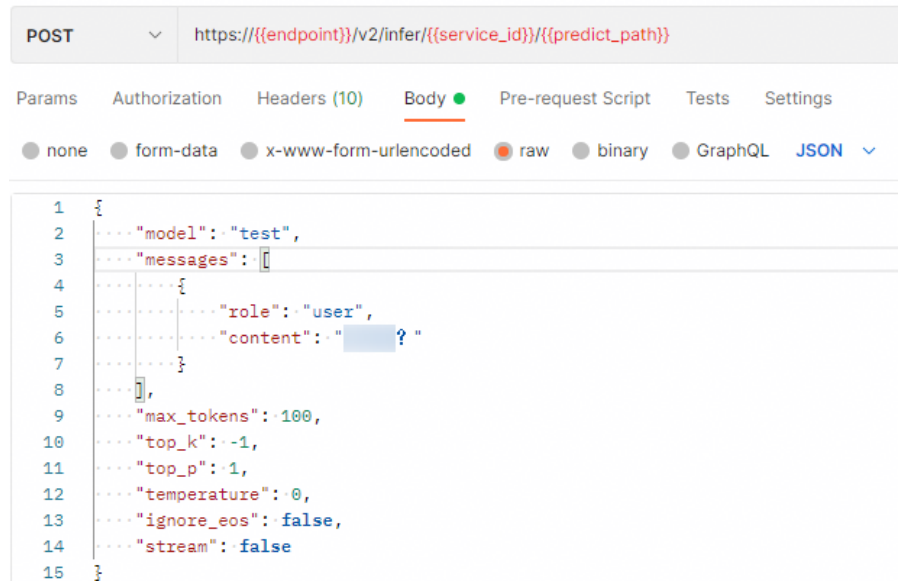 POST https://{{endpoint}}/v2/infer/{{service_id}}/{{predict_path}}
Params Authorization Headers (10) Body Pre-request Script Tests Settings
none form-data x-www-form-urlencoded raw binary GraphQL JSON
1 {
2 "model": "test",
3 "messages": [
4 {
5 "role": "user",
6 "content": "? "
7 }
8 ],
9 "max_tokens": 100,
10 "top_k": -1,
11 "top_p": 1,
12 "temperature": 0,
13 "ignore_eos": false,
14 "stream": false
15 }